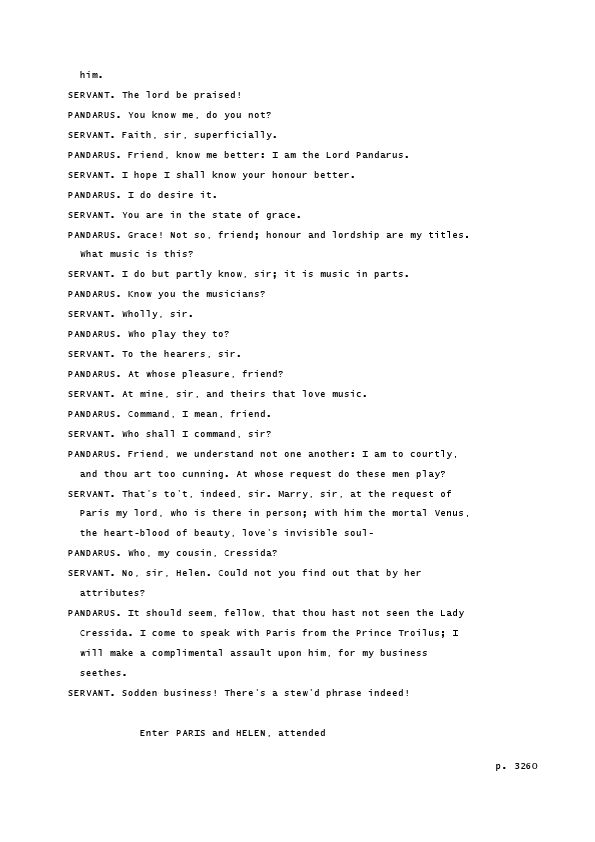 him.
SERVANT. The lord be praised!
PANDARUS. You know me, do you not?
SERVANT. Faith, sir, superficially.
PANDARUS. Friend, know me better: I am the Lord Pandarus.
SERVANT. I hope I shall know your honour better.
PANDARUS. I do desire it.
SERVANT. You are in the state of grace.
PANDARUS. Grace! Not so, friend; honour and lordship are my titles.
What music is this?
SERVANT. I do but partly know, sir; it is music in parts.
PANDARUS. Know you the musicians?
SERVANT. Wholly, sir.
PANDARUS. Who play they to?
SERVANT. To the hearers, sir.
PANDARUS. At whose pleasure, friend?
SERVANT. At mine, sir, and theirs that love music.
PANDARUS. Command, I mean, friend.
SERVANT. Who shall I command, sir?
PANDARUS. Friend, we understand not one another: I am to courtly,
and thou art too cunning. At whose request do these men play?
SERVANT. That's to't, indeed, sir. Marry, sir, at the request of
Paris my lord, who is there in person; with him the mortal Venus,
the heart-blood of beauty, love's invisible soul-
PANDARUS. Who, my cousin, Cressida?
SERVANT. No, sir, Helen. Could not you find out that by her
attributes?
PANDARUS. It should seem, fellow, that thou hast not seen the Lady
Cressida. I come to speak with Paris from the Prince Troilus; I
will make a complimental assault upon him, for my business
seethes.
SERVANT. Sodden business! There's a stew'd phrase indeed!
Enter PARIS and HELEN, attended
p. 3260